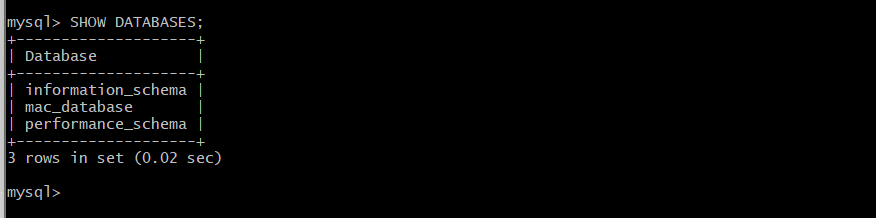 mysql> SHOW DATABASES;
+--------------------+
| Database           |
+--------------------+
| information_schema |
| mac_database       |
| performance_schema |
+--------------------+
3 rows in set (0.02 sec)
mysql>